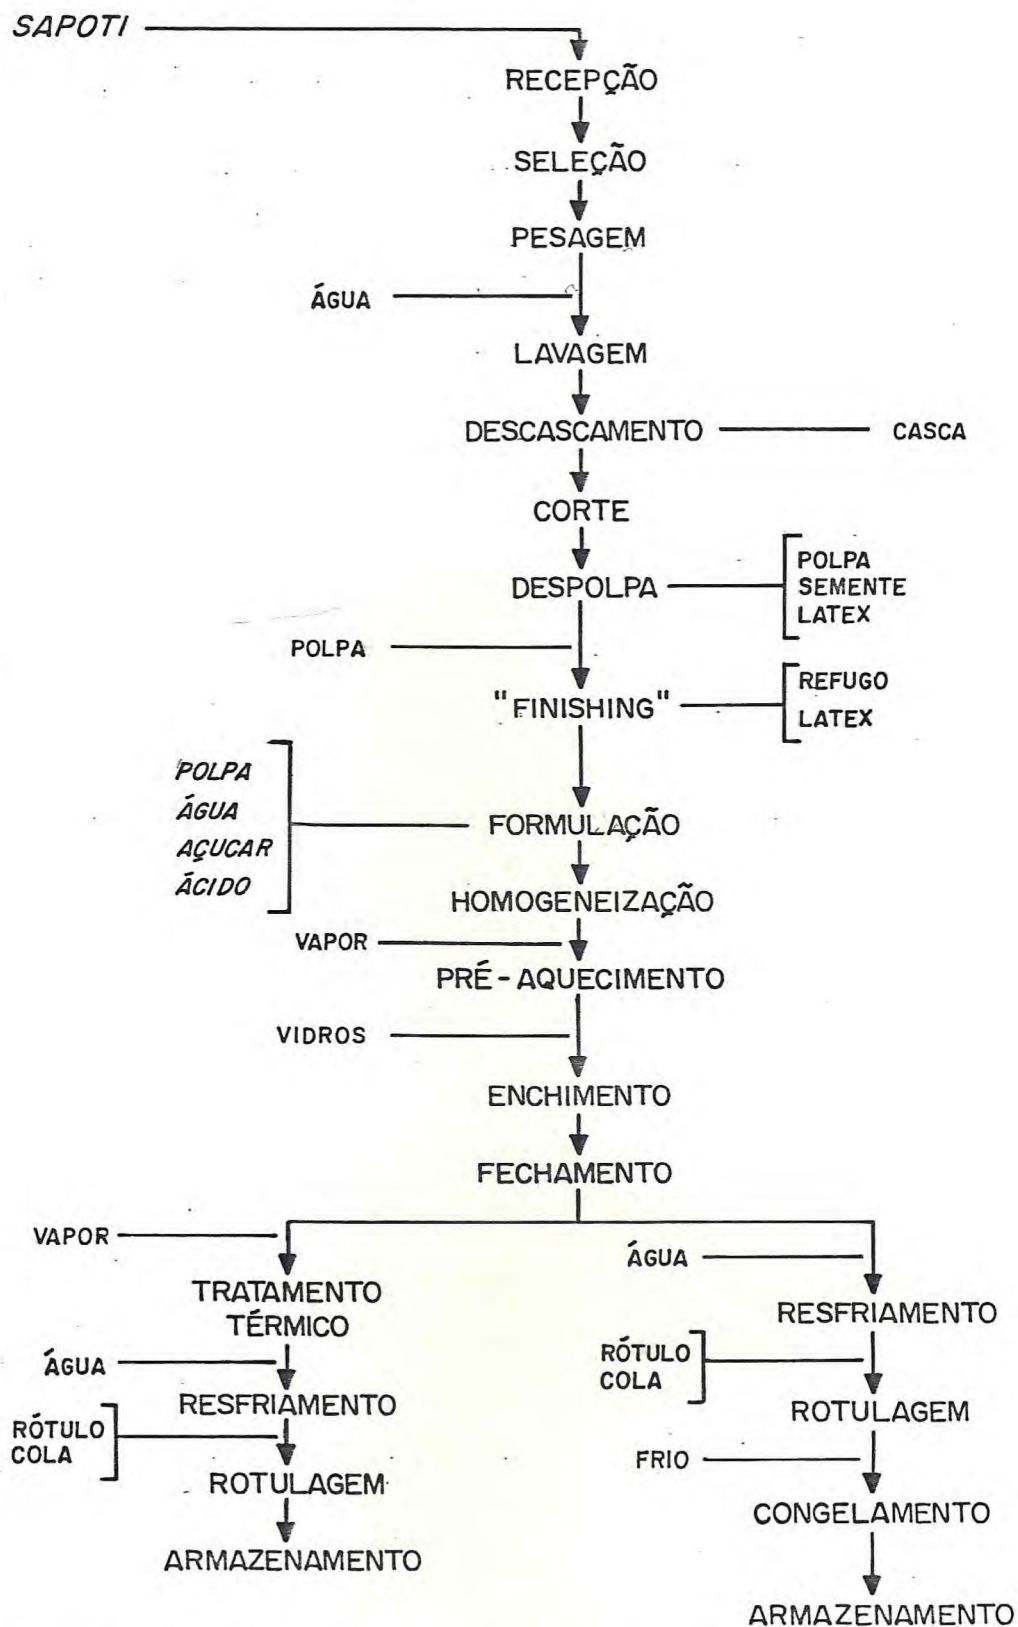 SAPOTI
RECEPÇÃO
SELEÇÃO
PESAGEM
ÁGUA
LAVAGEM
DESCASCAMENTO
CASCA
CORTE
DESPOLPA
POLPA
SEMENTE
LATEX
POLPA
"FINISHING"
REFUGO
LATEX
POLPA
ÁGUA
AÇUCAR
ÁCIDO
FORMULAÇÃO
HOMOGENEIZAÇÃO
VAPOR
PRÉ-AQUECIMENTO
VIDROS
ENCHIMENTO
FECHAMENTO
VAPOR
TRATAMENTO
TÉRMICO
ÁGUA
RESFRIAMENTO
RÓTULO
COLA
ROTULAGEM
ARMAZENAMENTO
ÁGUA
RESFRIAMENTO
RÓTULO
COLA
ROTULAGEM
FRIO
CONGELAMENTO
ARMAZENAMENTO